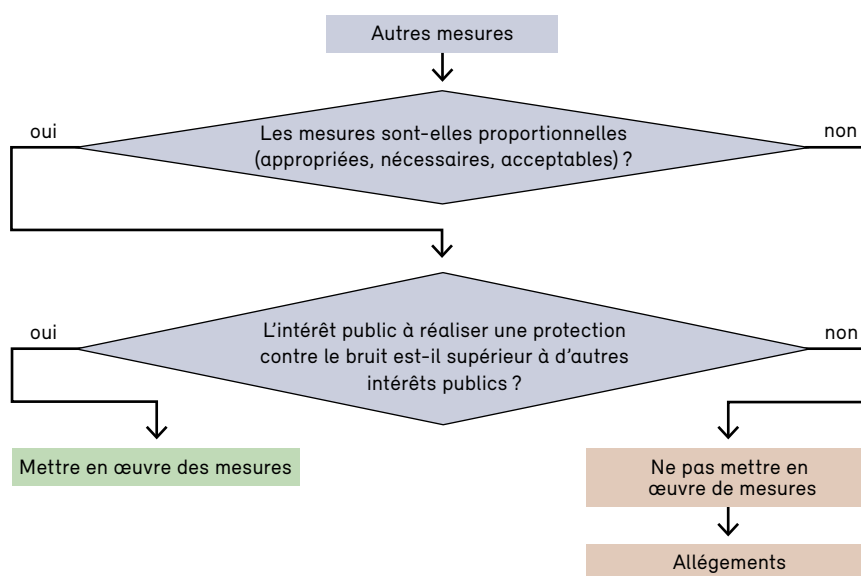 Autres mesures
oui
Les mesures sont-elles proportionnelles
(appropriées, nécessaires, acceptables) ?
non
oui
L’intérêt public à réaliser une protection
contre le bruit est-il supérieur à d’autres
intérêts publics ?
non
Mettre en œuvre des mesures
Ne pas mettre en
œuvre de mesures
Allégements